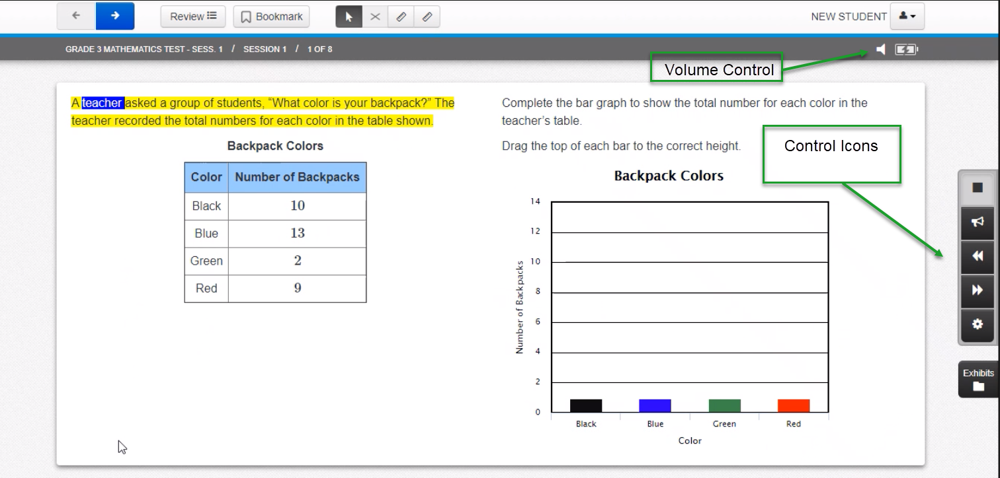 Review Bookmark NEW STUDENT
GRADE 3 MATHEMATICS TEST - SESS. 1 / SESSION 1 / 1 OF 8
Volume Control
A teacher asked a group of students, “What color is your backpack?” The
teacher recorded the total numbers for each color in the table shown.
Backpack Colors
Color Number of Backpacks
Black 10
Blue 13
Green 2
Red 9
Complete the bar graph to show the total number for each color in the
teacher’s table.
Drag the top of each bar to the correct height.
Control Icons
Backpack Colors
Number of Backpacks
14
12
10
8
6
4
2
0
Black Blue Green Red
Color
Exhibits